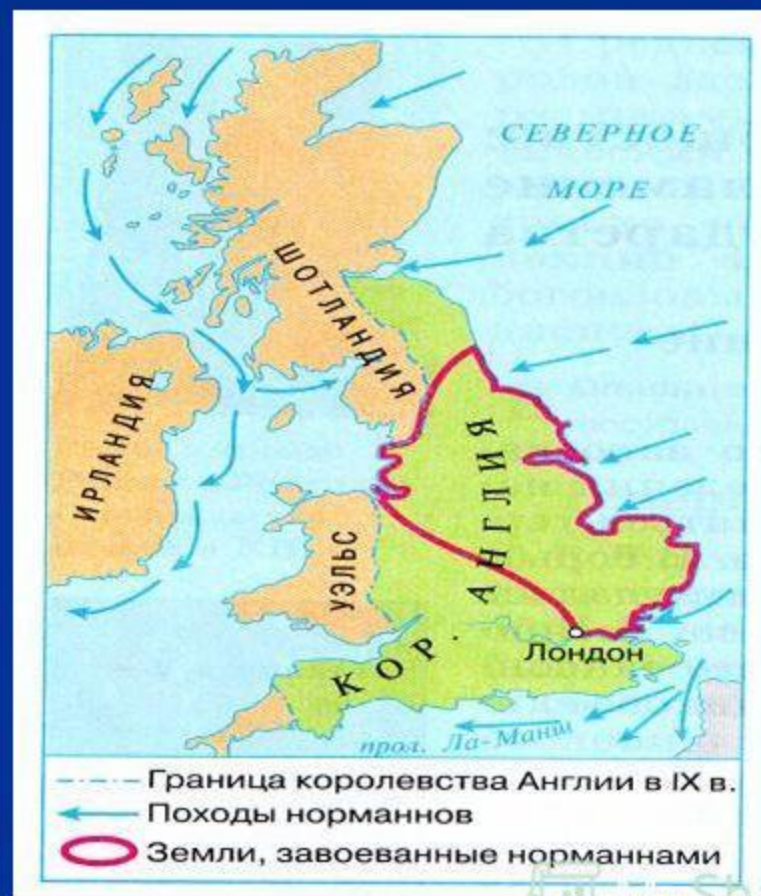 СЕВЕРНОЕ
МОРЕ
ШОТЛАНДИЯ
ИРЛАНДИЯ
УЭЛЬС
КОР. АНГЛИЯ
Лондон
прол. Ла-Манш
Граница королевства Англии в IX в.
Походы норманнов
Земли, завоеванные норманнами